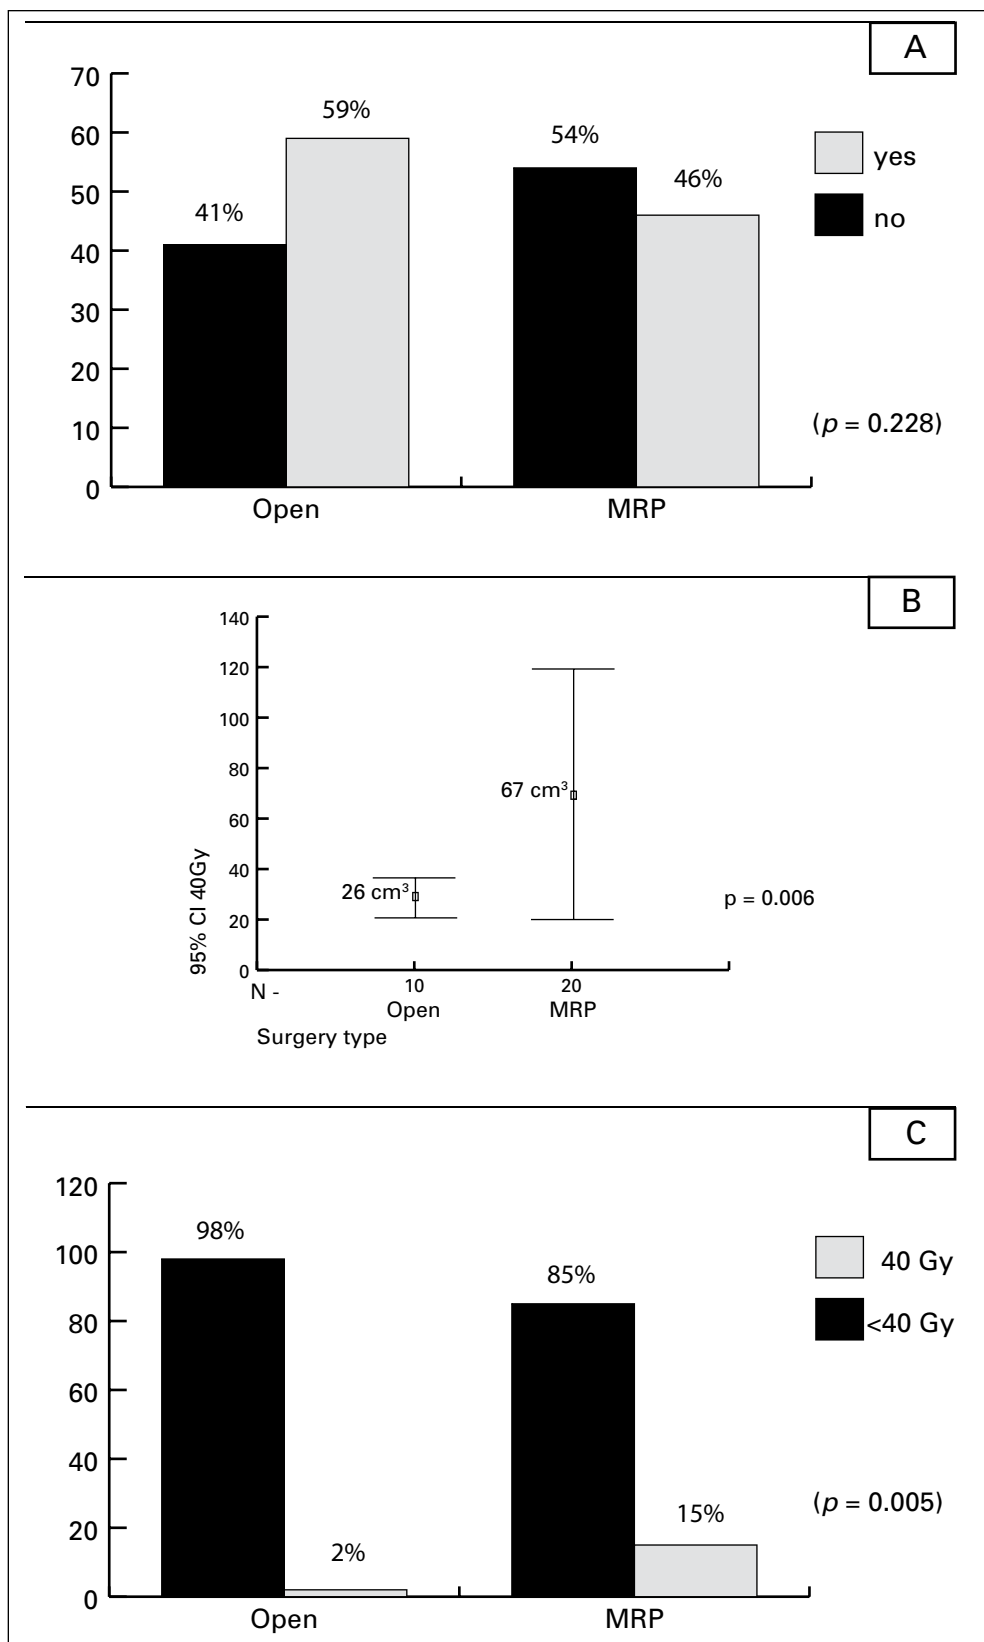 A
70
60
50
40
30
20
10
0
41%
59%
54%
46%
yes
no
(p = 0.228)
Open
MRP
B
140
120
100
80
60
40
20
0
95% CI 40Gy
67 cm³
26 cm³
p = 0.006
N -
10
20
Open
MRP
Surgery type
C
120
100
80
60
40
20
0
98%
2%
85%
15%
40 Gy
<40 Gy
(p = 0.005)
Open
MRP